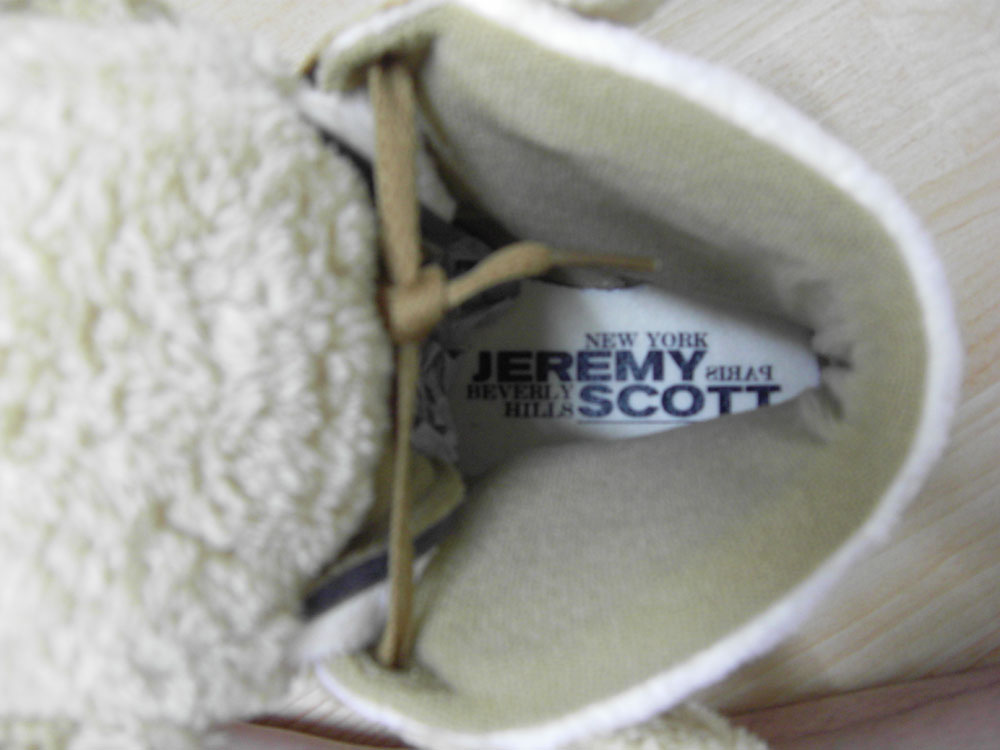 NEW YORK
JEREMY PARIS
BEVERLY HILLS SCOTT